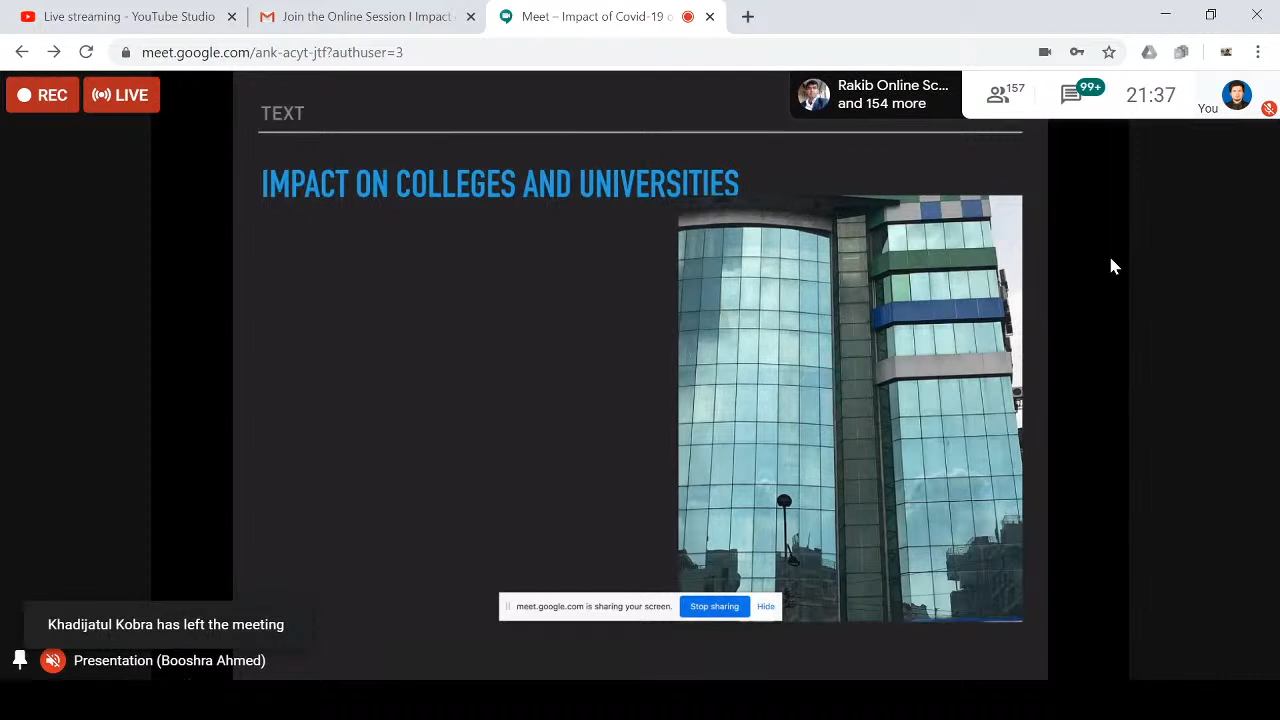 Live streaming - YouTube Studio
Join the Online Session I Impact
Meet – Impact of Covid-19 o
meet.google.com/ank-acyt-jtf?authuser=3
REC
LIVE
Rakib Online Sc...
and 154 more
157
99+
21:37
You
TEXT
IMPACT ON COLLEGES AND UNIVERSITIES
meet.google.com is sharing your screen.
Stop sharing
Hide
Khadijatul Kobra has left the meeting
Presentation (Booshra Ahmed)